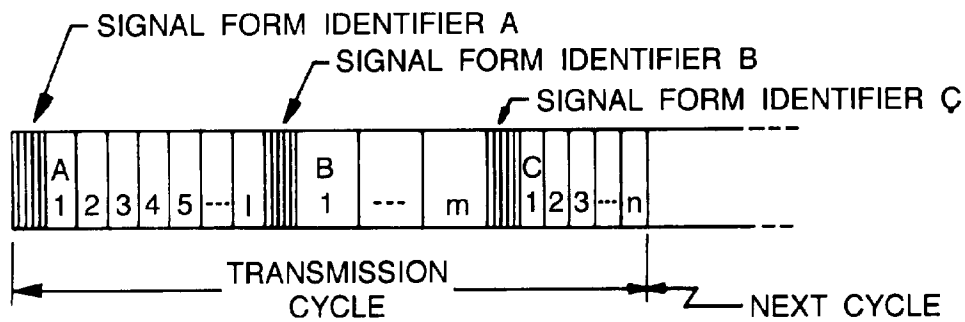 SIGNAL FORM IDENTIFIER A
SIGNAL FORM IDENTIFIER B
SIGNAL FORM IDENTIFIER C
A B C
1 2 3 4 5 --- l 1 --- m 1 2 3 --- n
TRANSMISSION
CYCLE
NEXT CYCLE